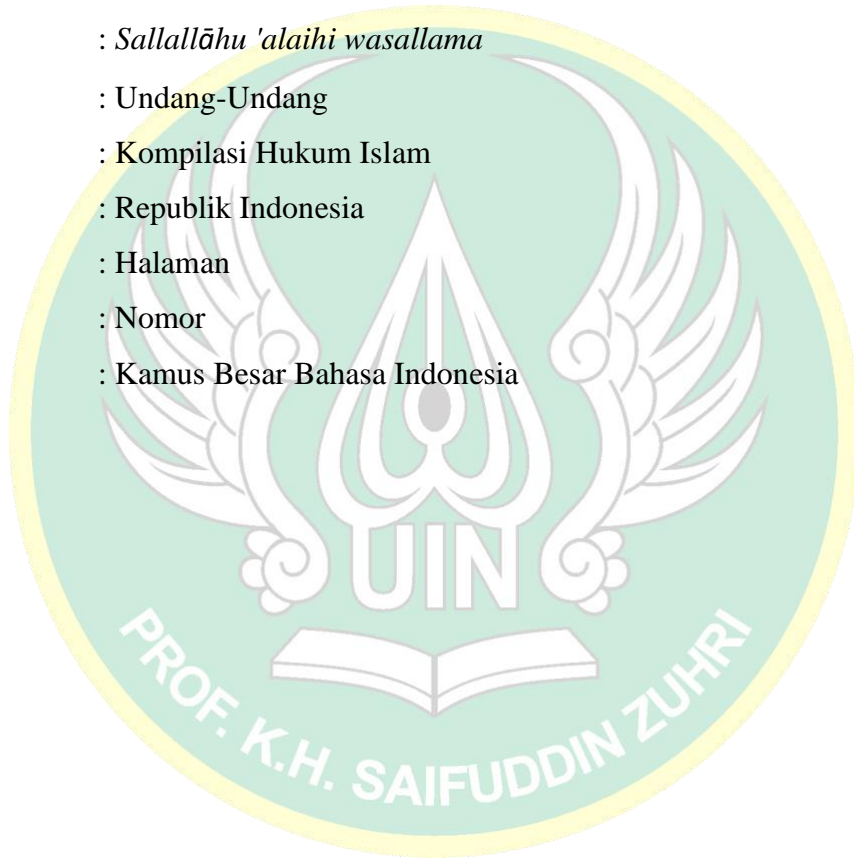 : Sallallāhu 'alaihi wasallama
: Undang-Undang
: Kompilasi Hukum Islam
: Republik Indonesia
: Halaman
: Nomor
: Kamus Besar Bahasa Indonesia
UIN
PROF. K.H. SAIFUDDIN ZUHRI